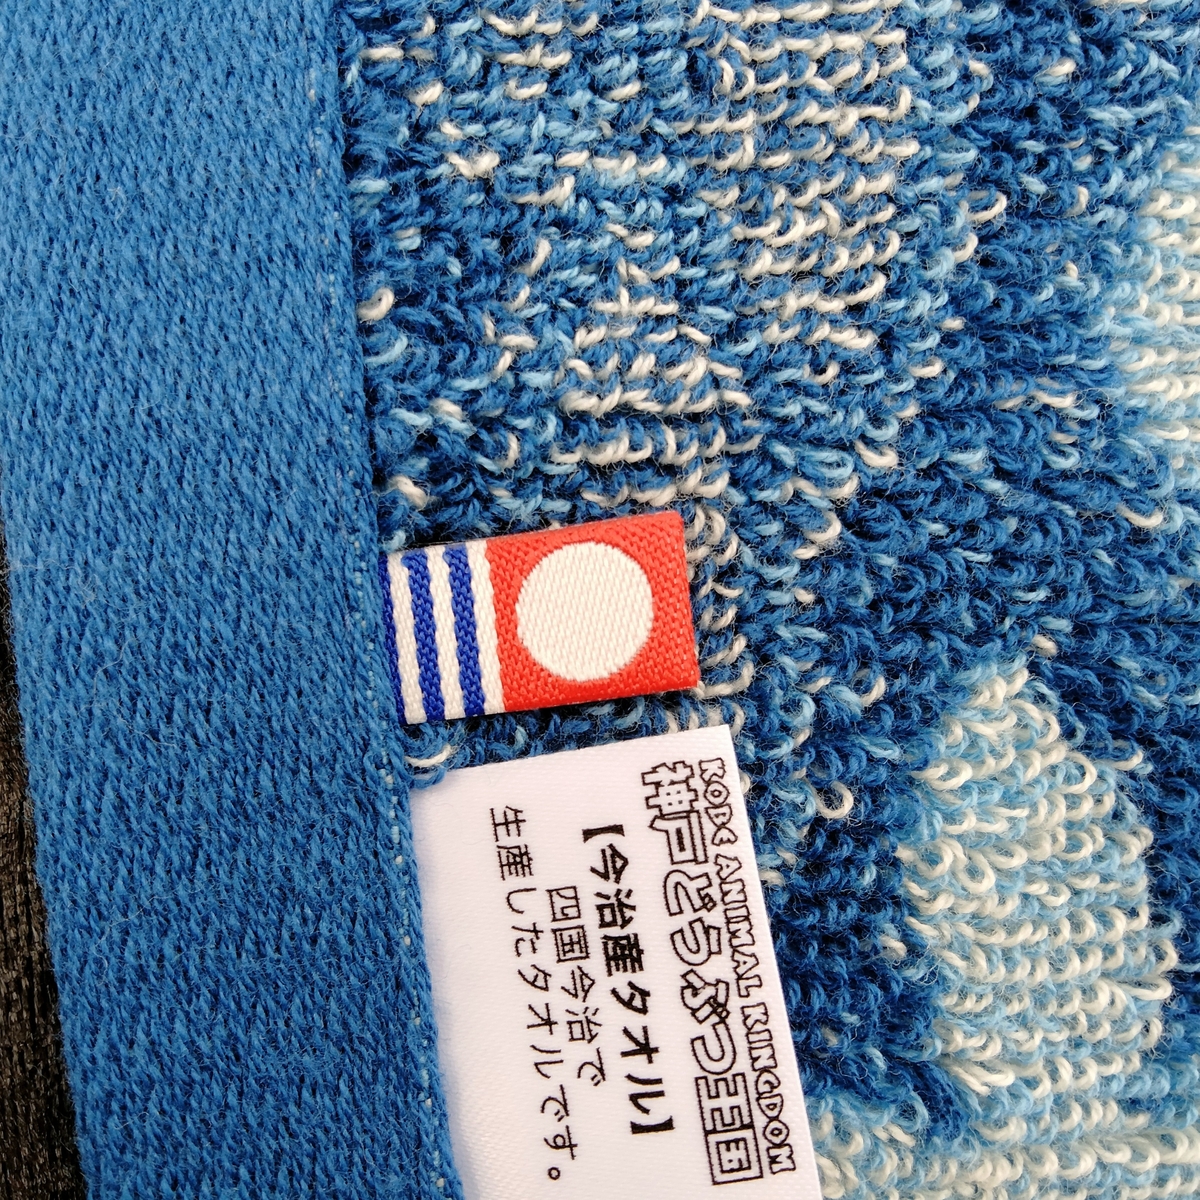 KOBE ANIMAL KINGDOM
神戸どうぶつ王国
【今治産タオル】
四国今治で
生産したタオルです。